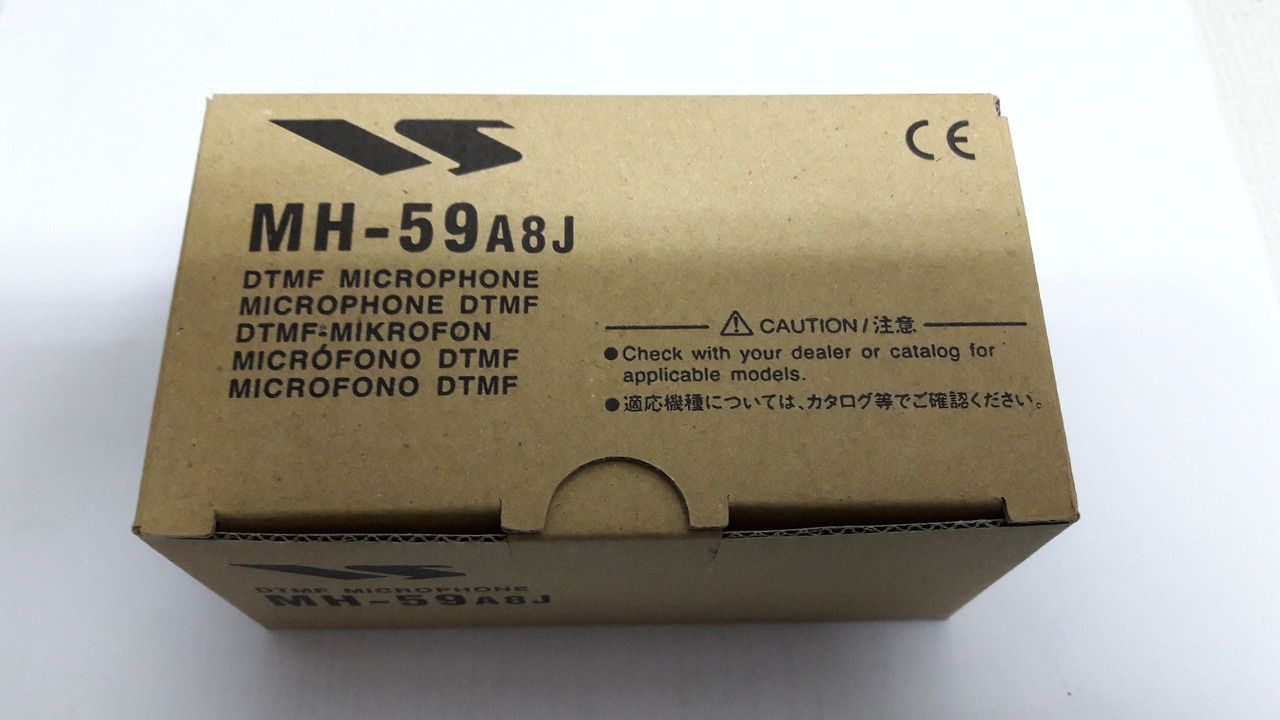 VS
CE
MH-59A8J
DTMF MICROPHONE
MICROPHONE DTMF
DTMF-MIKROFON
MICRÓFONO DTMF
MICROFONO DTMF
CAUTION/注意
●Check with your dealer or catalog for
applicable models.
●適応機種については、カタログ等でご確認ください。
VS
DTMF MICROPHONE
MH-59A8J